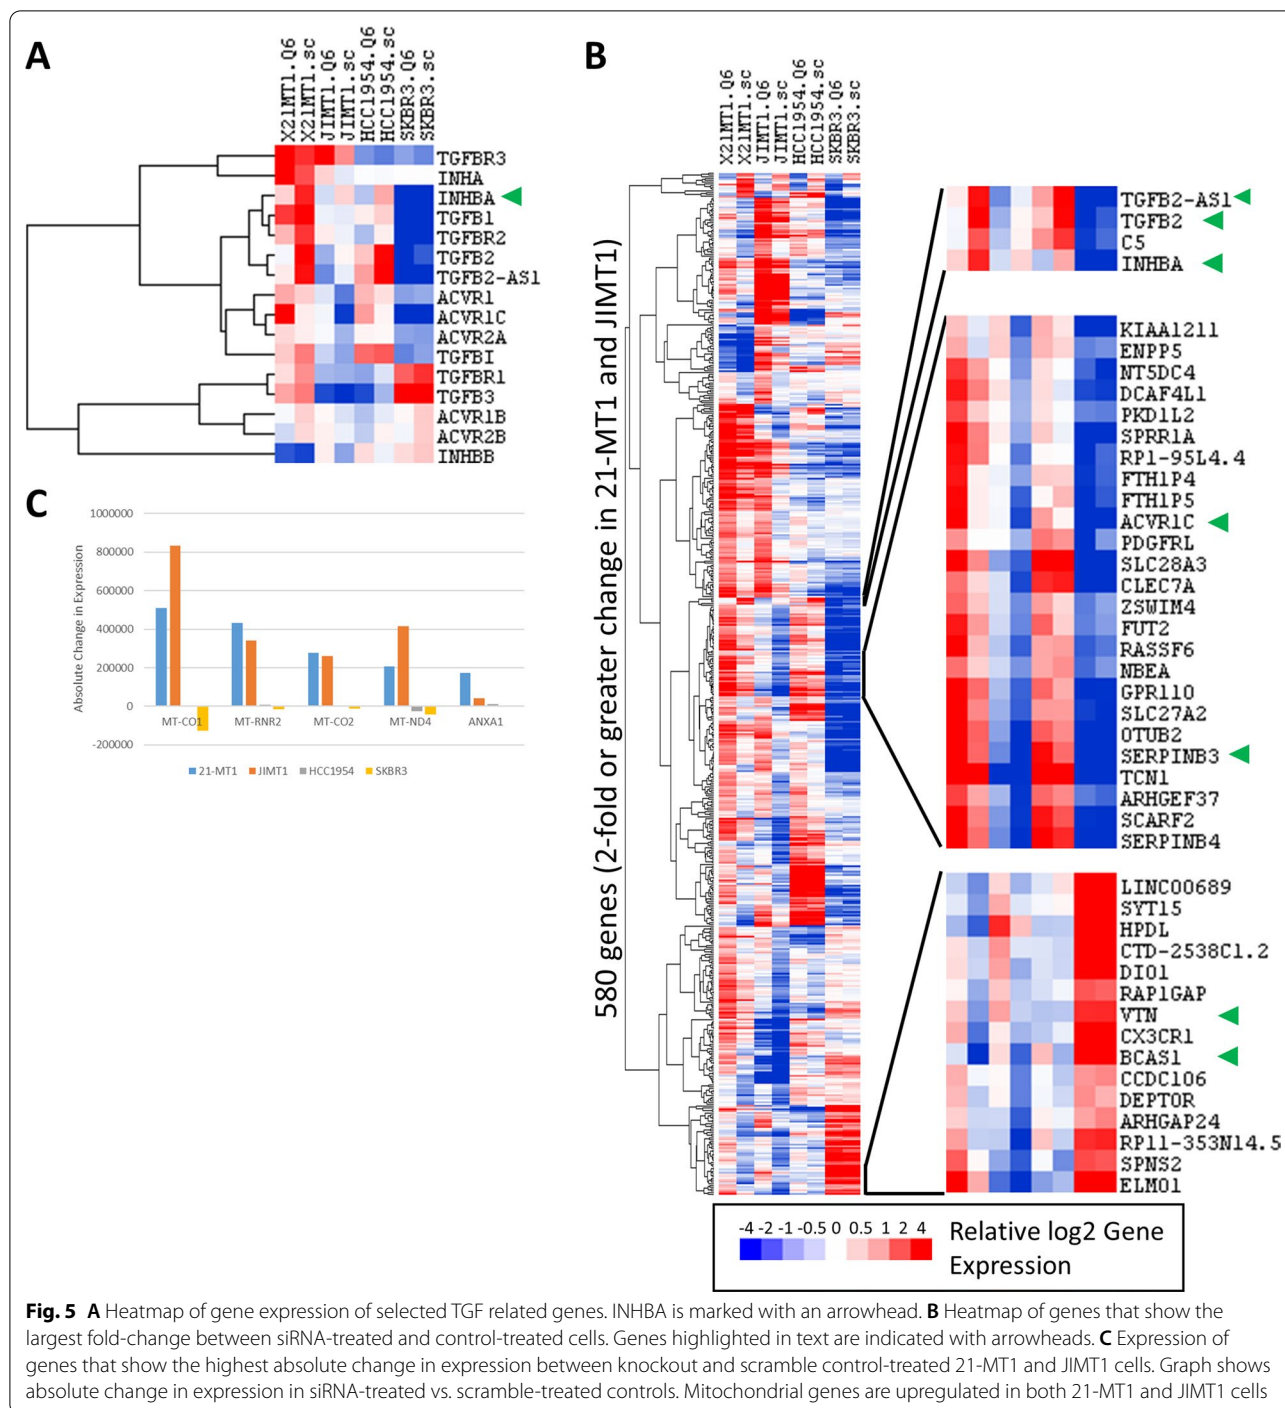 A
X21MT1.Q6
X21MT1.sc
JIMT1.Q6
JIMT1.sc
HCC1954.Q6
HCC1954.sc
SKBR3.Q6
SKBR3.sc
TGFBR3
INHA
INHBA
TGFB1
TGFBR2
TGFB2
TGFB2-AS1
ACVR1
ACVR1C
ACVR2A
TGFBI
TGFBR1
TGFB3
ACVR1B
ACVR2B
INHBB
B
X21MT1.Q6
X21MT1.sc
JIMT1.Q6
JIMT1.sc
HCC1954.Q6
HCC1954.sc
SKBR3.Q6
SKBR3.sc
580 genes (2-fold or greater change in 21-MT1 and JIMT1)
TGFB2-AS1
TGFB2
C5
INHBA
KIAA1211
ENPP5
NT5DC4
DCAF4L1
PKD1L2
SPRR1A
RP1-95L4.4
FTH1P4
FTH1P5
ACVR1C
PDGFRL
SLC28A3
CLEC7A
ZSWIM4
FUT2
RASSF6
NBEA
GPR110
SLC27A2
OTUB2
SERPINB3
TCN1
ARHGEF37
SCARF2
SERPINB4
LINC00689
SYT15
HPDL
CTD-2538C1.2
DIO1
RAP1GAP
VTN
CX3CR1
BCAS1
CCDC106
DEPTOR
ARHGAP24
RP11-353N14.5
SPNS2
ELMO1
-4 -2 -1 -0.5 0 0.5 1 2 4
Relative log2 Gene
Expression
C
Absolute Change in Expression
1000000
800000
600000
400000
200000
0
-200000
MT-CO1 MT-RNR2 MT-CO2 MT-ND4 ANXA1
21-MT1 JIMT1 HCC1954 SKBR3
Fig. 5 A Heatmap of gene expression of selected TGF related genes. INHBA is marked with an arrowhead. B Heatmap of genes that show the
largest fold-change between siRNA-treated and control-treated cells. Genes highlighted in text are indicated with arrowheads. C Expression of
genes that show the highest absolute change in expression between knockout and scramble control-treated 21-MT1 and JIMT1 cells. Graph shows
absolute change in expression in siRNA-treated vs. scramble-treated controls. Mitochondrial genes are upregulated in both 21-MT1 and JIMT1 cells